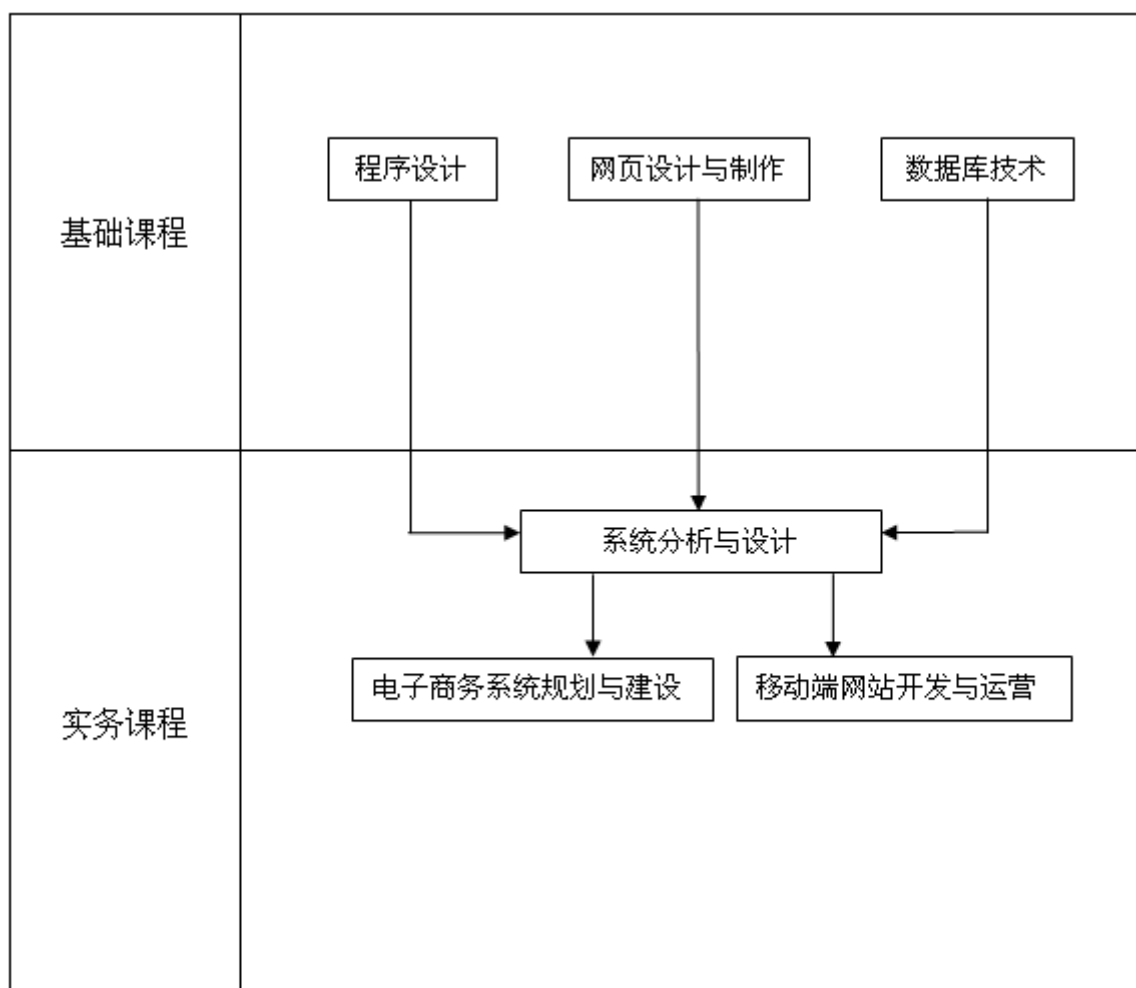 基础课程
程序设计
网页设计与制作
数据库技术
实务课程
系统分析与设计
电子商务系统规划与建设
移动端网站开发与运营